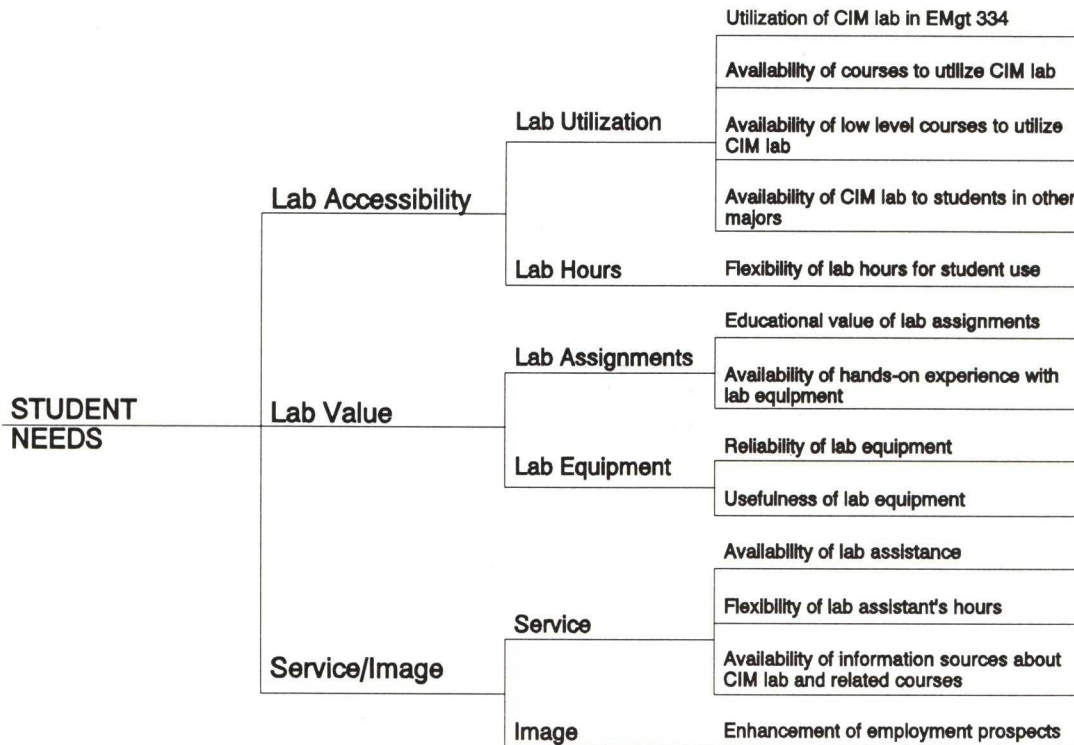 Utilization of CIM lab in EMgt 334
Availability of courses to utilize CIM lab
Lab Utilization
Availability of low level courses to utilize
CIM lab
Lab Accessibility
Availability of CIM lab to students in other
majors
Lab Hours
Flexibility of lab hours for student use
Educational value of lab assignments
Lab Assignments
Availability of hands-on experience with
lab equipment
STUDENT
NEEDS
Lab Value
Reliability of lab equipment
Lab Equipment
Usefulness of lab equipment
Availability of lab assistance
Flexibility of lab assistant's hours
Service
Service/Image
Availability of information sources about
CIM lab and related courses
Image
Enhancement of employment prospects